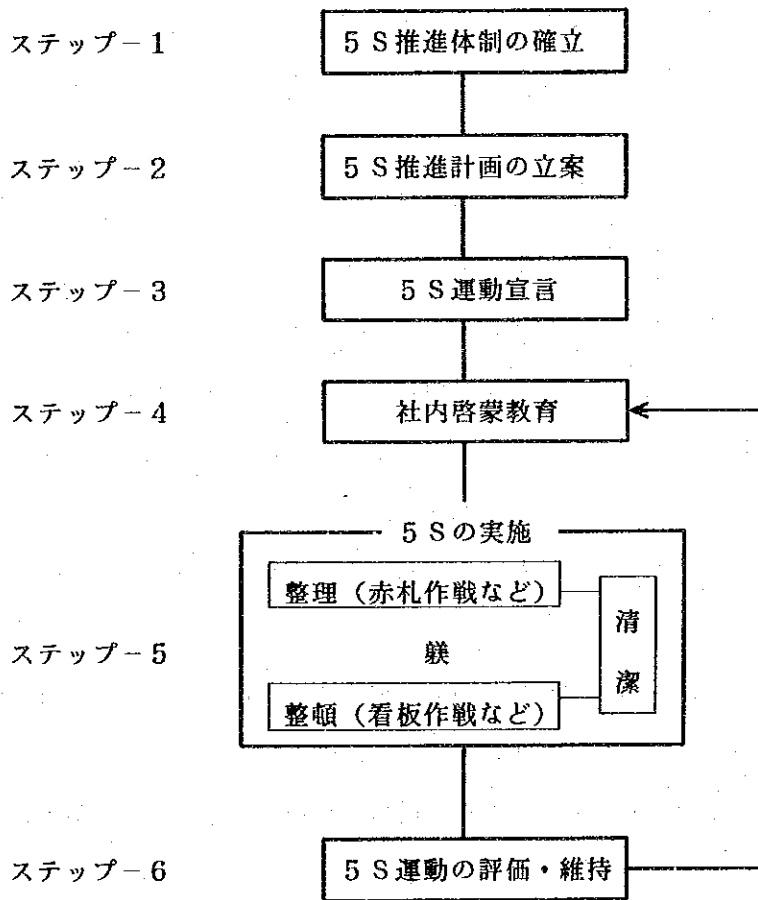 ステップ－1 5S推進体制の確立
ステップ－2 5S推進計画の立案
ステップ－3 5S運動宣言
ステップ－4 社内啓蒙教育
5Sの実施
整理（赤札作戦など）
清潔
ステップ－5 躾
整頓（看板作戦など）
ステップ－6 5S運動の評価・維持